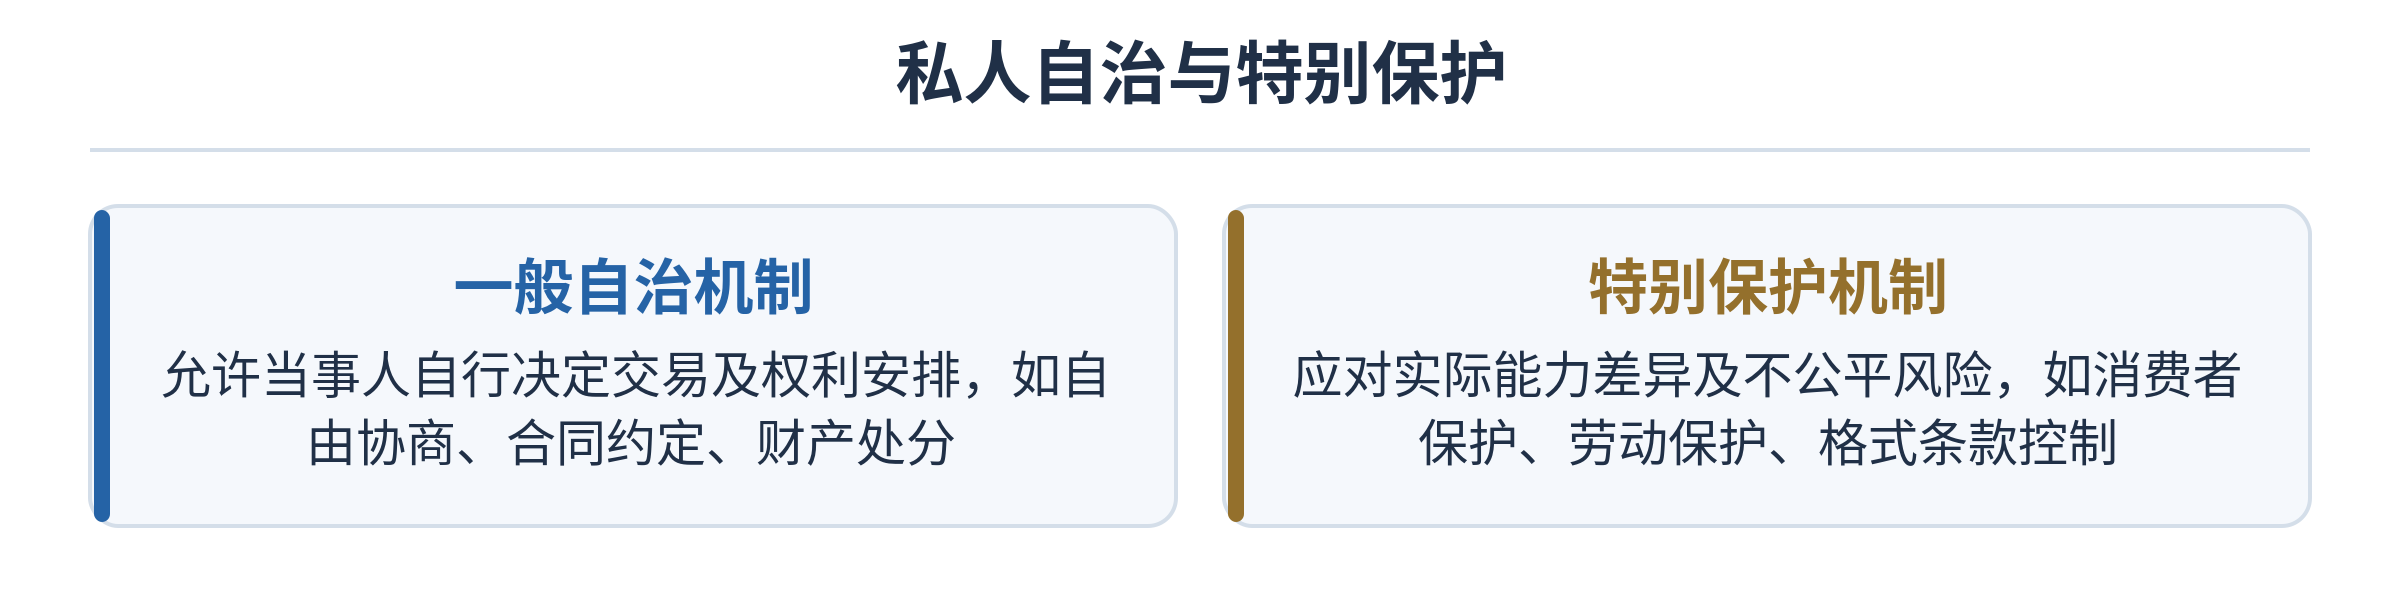 私人自治与特别保护
一般自治机制
允许当事人自行决定交易及权利安排，如自
由协商、合同约定、财产处分
特别保护机制
应对实际能力差异及不公平风险，如消费者
保护、劳动保护、格式条款控制